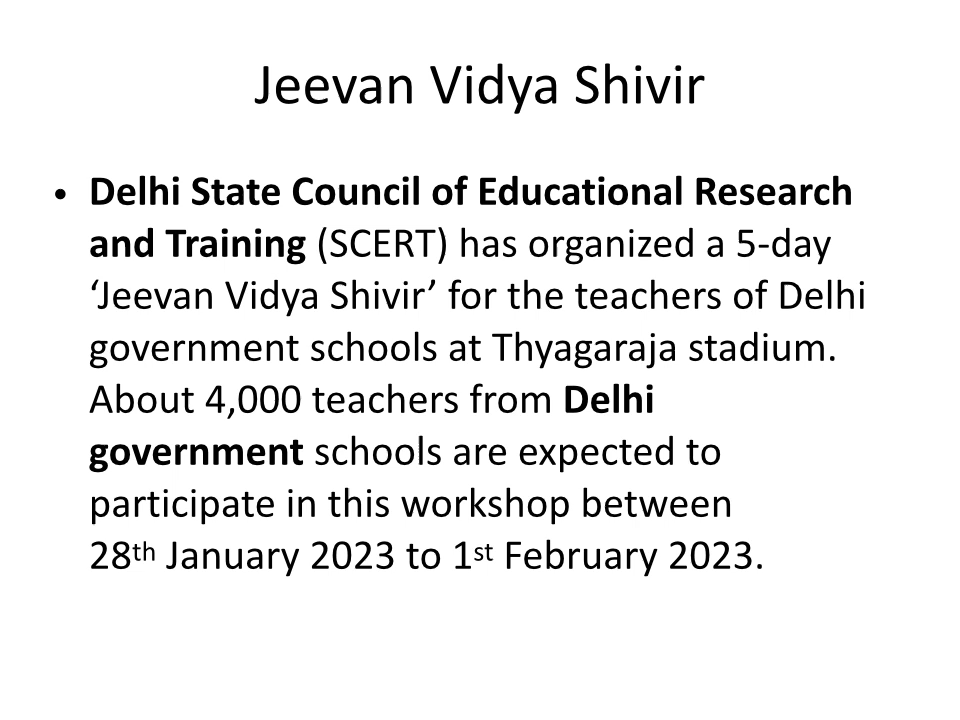 Jeevan Vidya Shivir
• Delhi State Council of Educational Research
and Training (SCERT) has organized a 5-day
‘Jeevan Vidya Shivir’ for the teachers of Delhi
government schools at Thyagaraja stadium.
About 4,000 teachers from Delhi
government schools are expected to
participate in this workshop between
28th January 2023 to 1st February 2023.